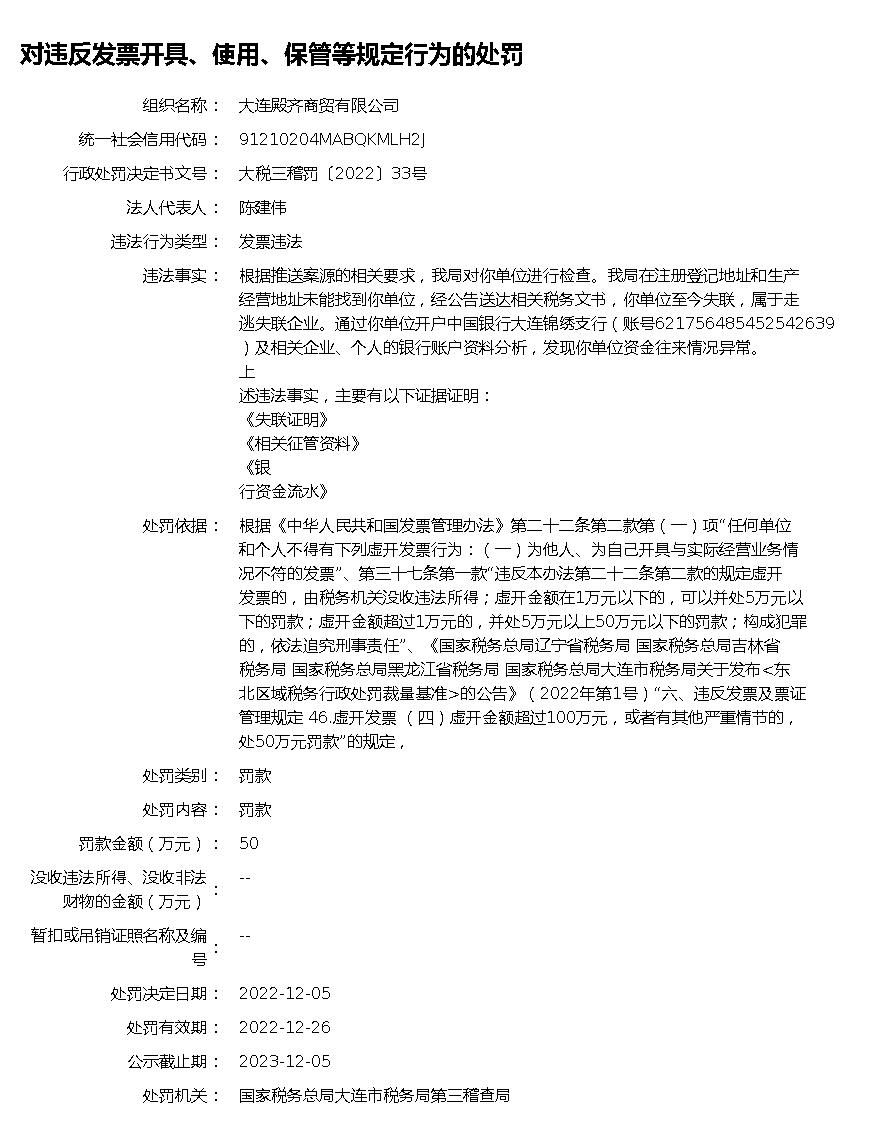 对违反发票开具、使用、保管等规定行为的处罚
组织名称： 大连殿齐商贸有限公司
统一社会信用代码： 91210204MABQKMLH2J
行政处罚决定书文号： 大税三稽罚〔2022〕33号
法人代表人： 陈建伟
违法行为类型： 发票违法
违法事实： 根据推送案源的相关要求，我局对你单位进行检查。我局在注册登记地址和生产
经营地址未能找到你单位，经公告送达相关税务文书，你单位至今失联，属于走
逃失联企业。通过你单位开户中国银行大连锦绣支行（账号621756485452542639
）及相关企业、个人的银行账户资料分析，发现你单位资金往来情况异常。
上
述违法事实，主要有以下证据证明：
《失联证明》
《相关征管资料》
《银
行资金流水》
处罚依据： 根据《中华人民共和国发票管理办法》第二十二条第二款第（一）项“任何单位
和个人不得有下列虚开发票行为：（一）为他人、为自己开具与实际经营业务情
况不符的发票”、第三十七条第一款“违反本办法第二十二条第二款的规定虚开
发票的，由税务机关没收违法所得；虚开金额在1万元以下的，可以并处5万元以
下的罚款；虚开金额超过1万元的，并处5万元以上50万元以下的罚款；构成犯罪
的，依法追究刑事责任”、《国家税务总局辽宁省税务局 国家税务总局吉林省
税务局 国家税务总局黑龙江省税务局 国家税务总局大连市税务局关于发布<东
北区域税务行政处罚裁量基准>的公告》（2022年第1号）“六、违反发票及票证
管理规定 46.虚开发票 （四）虚开金额超过100万元，或者有其他严重情节的，
处50万元罚款”的规定，
处罚类别： 罚款
处罚内容： 罚款
罚款金额（万元）： 50
没收违法所得、没收非法
财物的金额（万元）： --
暂扣或吊销证照名称及编
号： --
处罚决定日期： 2022-12-05
处罚有效期： 2022-12-26
公示截止期： 2023-12-05
处罚机关： 国家税务总局大连市税务局第三稽查局